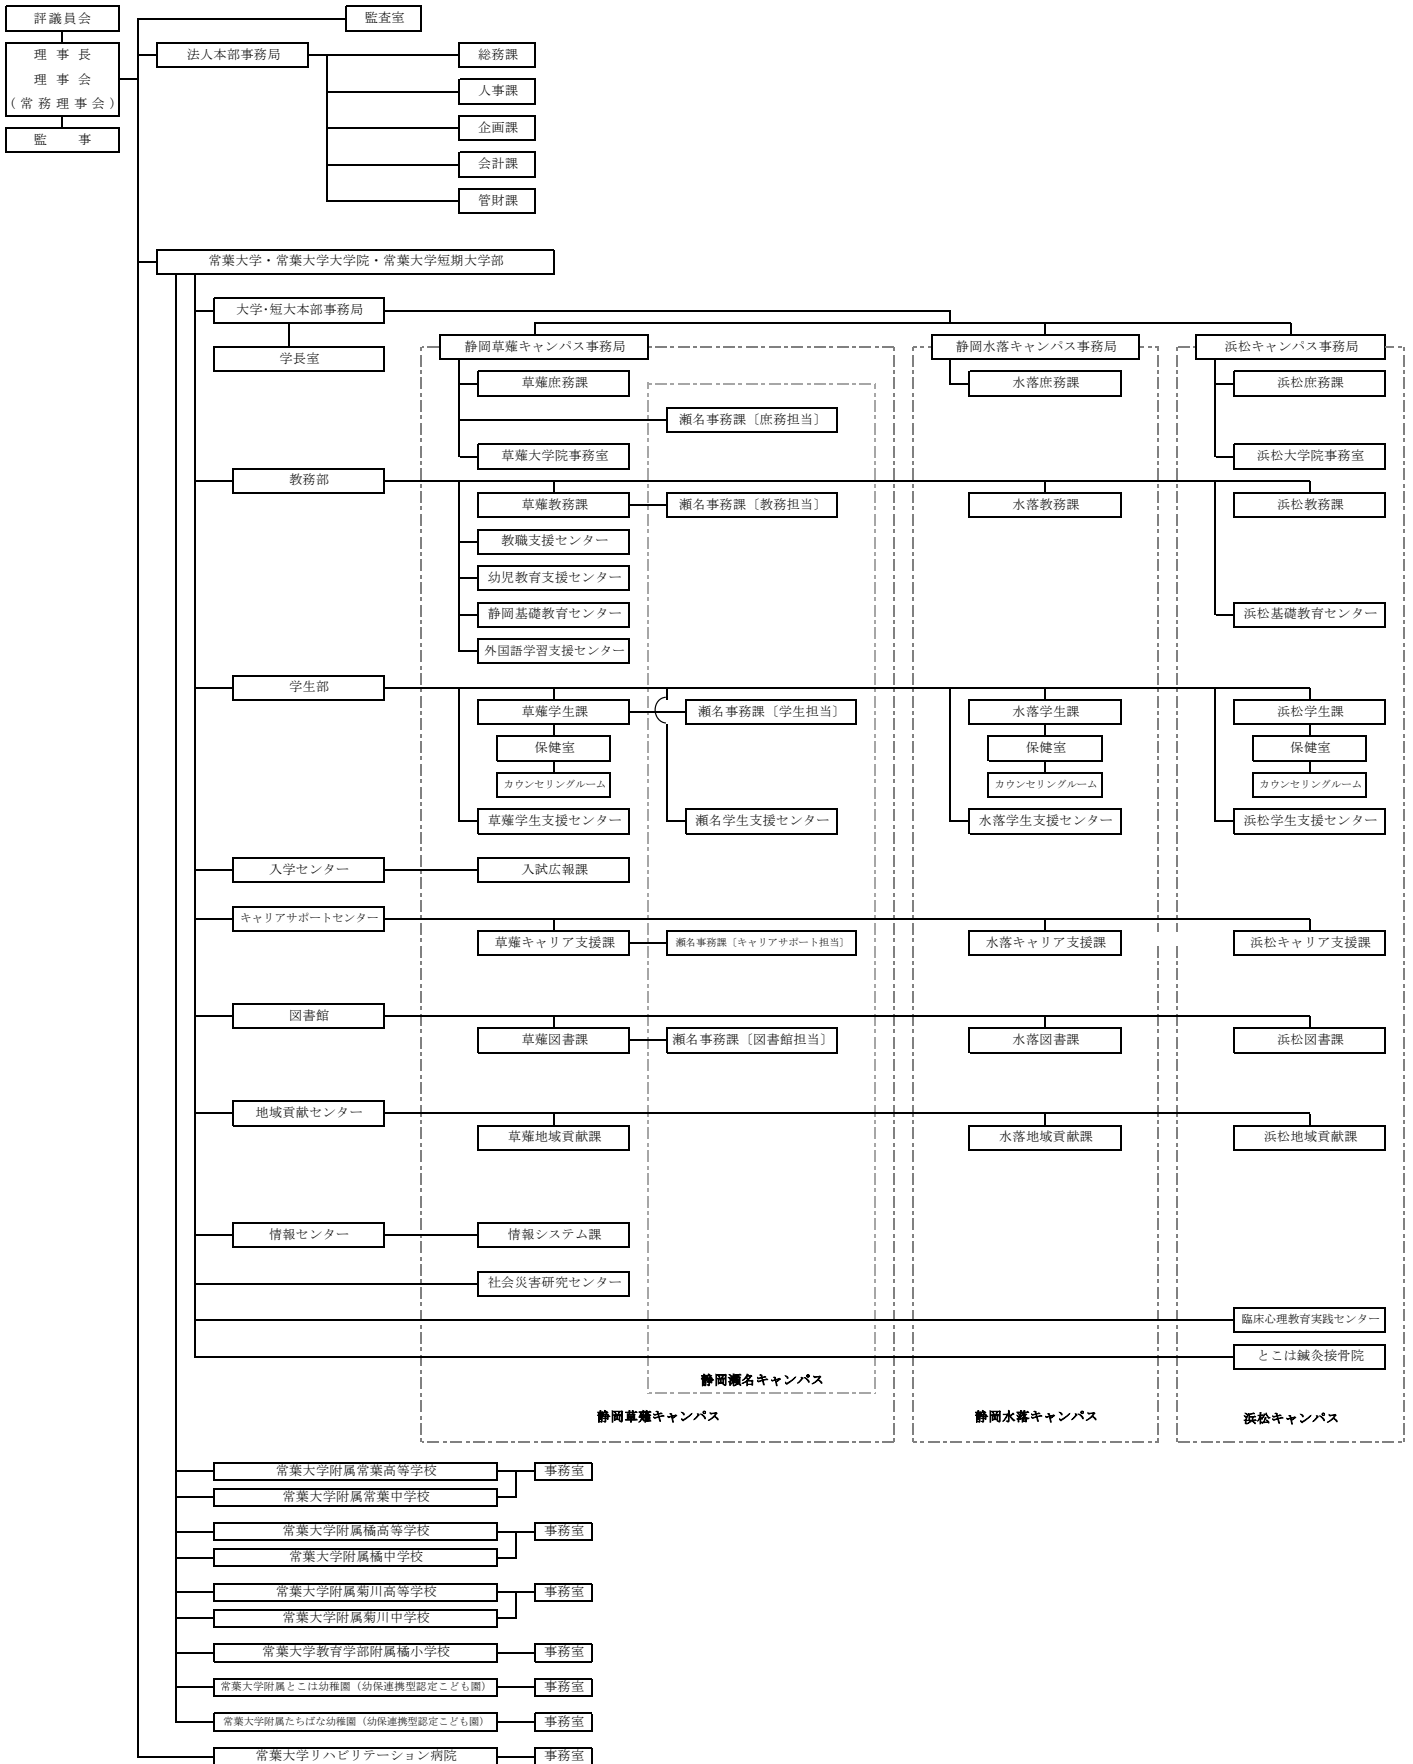 評議員会
監査室
理事長
理事会
(常務理事会)
法人本部事務局
総務課
人事課
企画課
監　　事
会計課
管財課
常葉大学・常葉大学大学院・常葉大学短期大学部
大学・短大本部事務局
学長室
静岡草薙キャンパス事務局
静岡水落キャンパス事務局
浜松キャンパス事務局
草薙庶務課
水落庶務課
浜松庶務課
瀬名事務課〔庶務担当〕
草薙大学院事務室
浜松大学院事務室
教務部
草薙教務課
瀬名事務課〔教務担当〕
水落教務課
浜松教務課
教職支援センター
幼児教育支援センター
静岡基礎教育センター
浜松基礎教育センター
外国語学習支援センター
学生部
草薙学生課
瀬名事務課〔学生担当〕
水落学生課
浜松学生課
保健室
保健室
保健室
カウンセリングルーム
カウンセリングルーム
カウンセリングルーム
草薙学生支援センター
瀬名学生支援センター
水落学生支援センター
浜松学生支援センター
入学センター
入試広報課
キャリアサポートセンター
草薙キャリア支援課
瀬名事務課〔キャリアサポート担当〕
水落キャリア支援課
浜松キャリア支援課
図書館
草薙図書課
瀬名事務課〔図書館担当〕
水落図書課
浜松図書課
地域貢献センター
草薙地域貢献課
水落地域貢献課
浜松地域貢献課
情報センター
情報システム課
社会災害研究センター
臨床心理教育実践センター
とこは鍼灸接骨院
静岡瀬名キャンパス
静岡草薙キャンパス
静岡水落キャンパス
浜松キャンパス
常葉大学附属常葉高等学校
事務室
常葉大学附属常葉中学校
常葉大学附属橘高等学校
事務室
常葉大学附属橘中学校
常葉大学附属菊川高等学校
事務室
常葉大学附属菊川中学校
常葉大学教育学部附属橘小学校
事務室
常葉大学附属とこは幼稚園（幼保連携型認定こども園）
事務室
常葉大学附属たちばな幼稚園（幼保連携型認定こども園）
事務室
常葉大学リハビリテーション病院
事務室